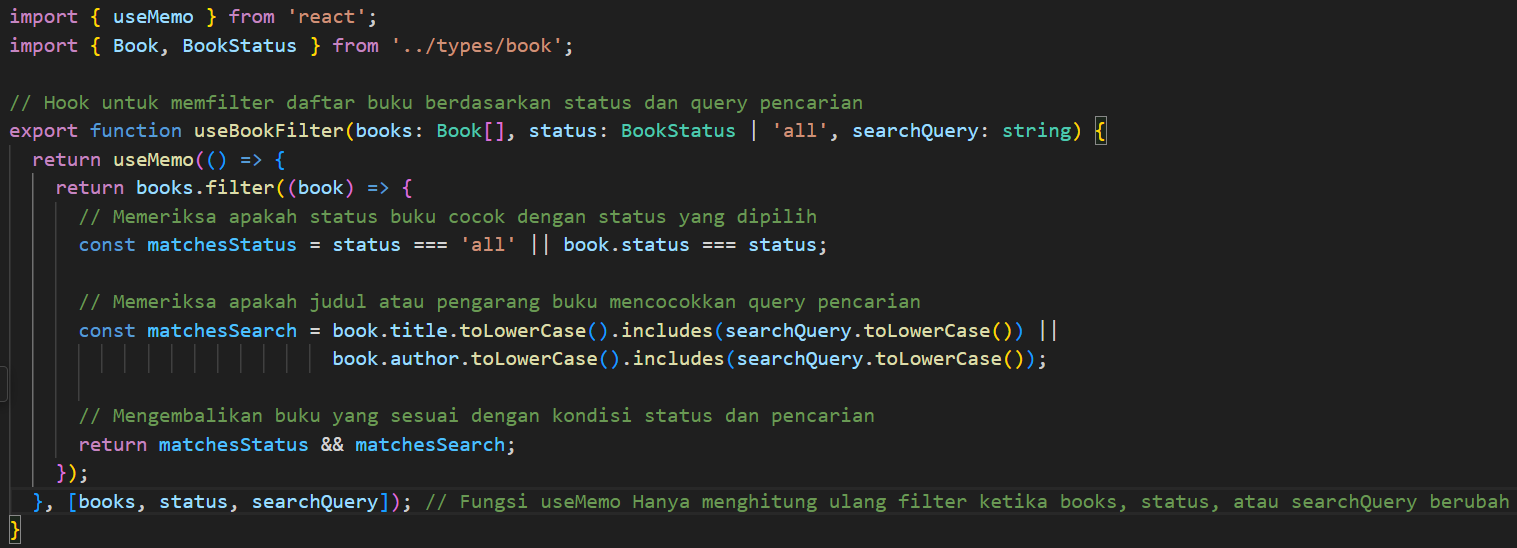 import { useMemo } from 'react';
import { Book, BookStatus } from '../types/book';
// Hook untuk memfilter daftar buku berdasarkan status dan query pencarian
export function useBookFilter(books: Book[], status: BookStatus | 'all', searchQuery: string) {
  return useMemo(() => {
    return books.filter((book) => {
      // Memeriksa apakah status buku cocok dengan status yang dipilih
      const matchesStatus = status === 'all' || book.status === status;
      // Memeriksa apakah judul atau pengarang buku mencocokkan query pencarian
      const matchesSearch = book.title.toLowerCase().includes(searchQuery.toLowerCase()) ||
                            book.author.toLowerCase().includes(searchQuery.toLowerCase());
      // Mengembalikan buku yang sesuai dengan kondisi status dan pencarian
      return matchesStatus && matchesSearch;
    });
  }, [books, status, searchQuery]); // Fungsi useMemo Hanya menghitung ulang filter ketika books, status, atau searchQuery berubah
}